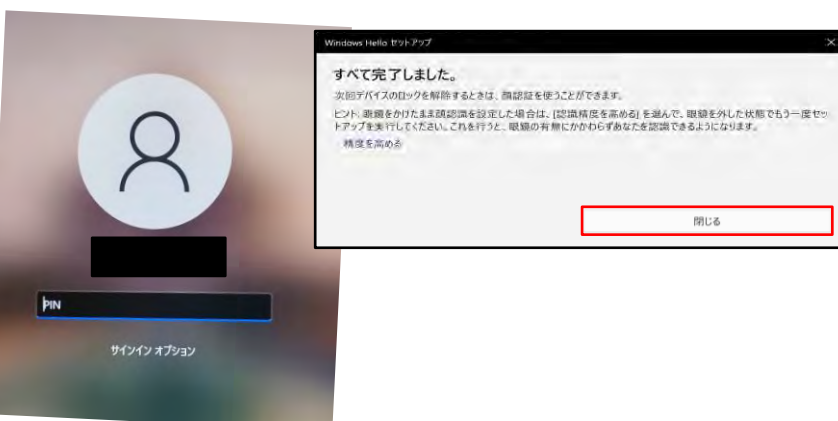 Windows Hello セットアップ
すべて完了しました。
次回デバイスのロックを解除するときは、顔認証を使うことができます。
ヒント: 眼鏡をかけたまま顔認識を設定した場合は、[認識精度を高める] を選んで、眼鏡を外した状態でもう一度セッ
トアップを実行してください。これを行うと、眼鏡の有無にかかわらずあなたを認識できるようになります。
精度を高める
閉じる
PIN
サインイン オプション